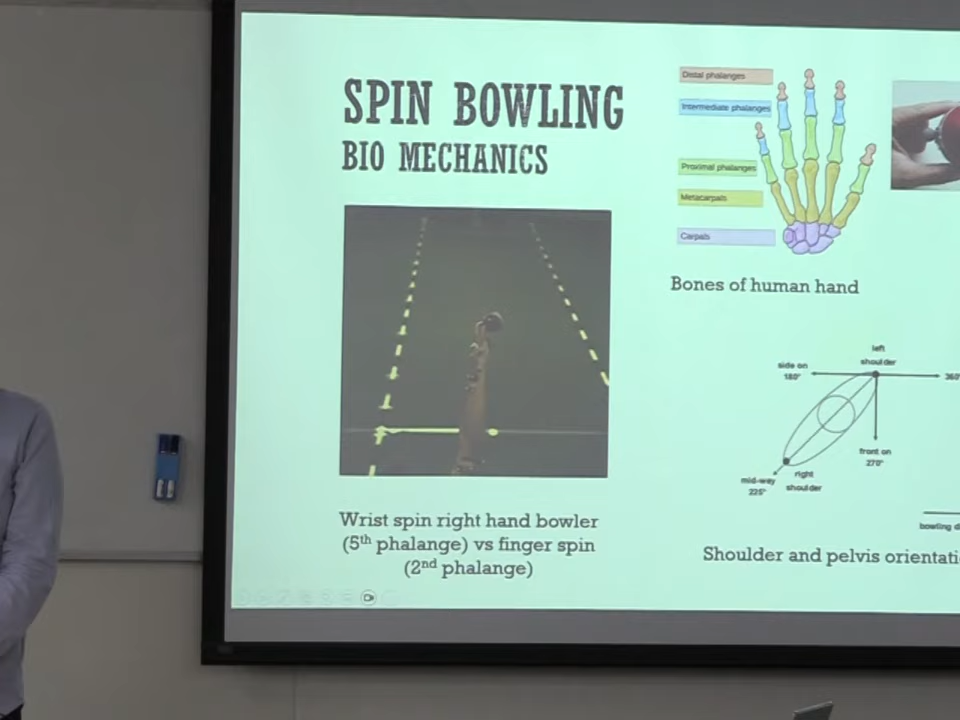 SPIN BOWLING
BIO MECHANICS
Wrist spin right hand bowler
(5th phalange) vs finger spin
(2nd phalange)
Distal phalanges
Intermediate phalanges
Proximal phalanges
Metacarpals
Carpals
Bones of human hand
left
shoulder
side on
180°
360°
front on
270°
mid-way
225°
right
shoulder
bowling
Shoulder and pelvis